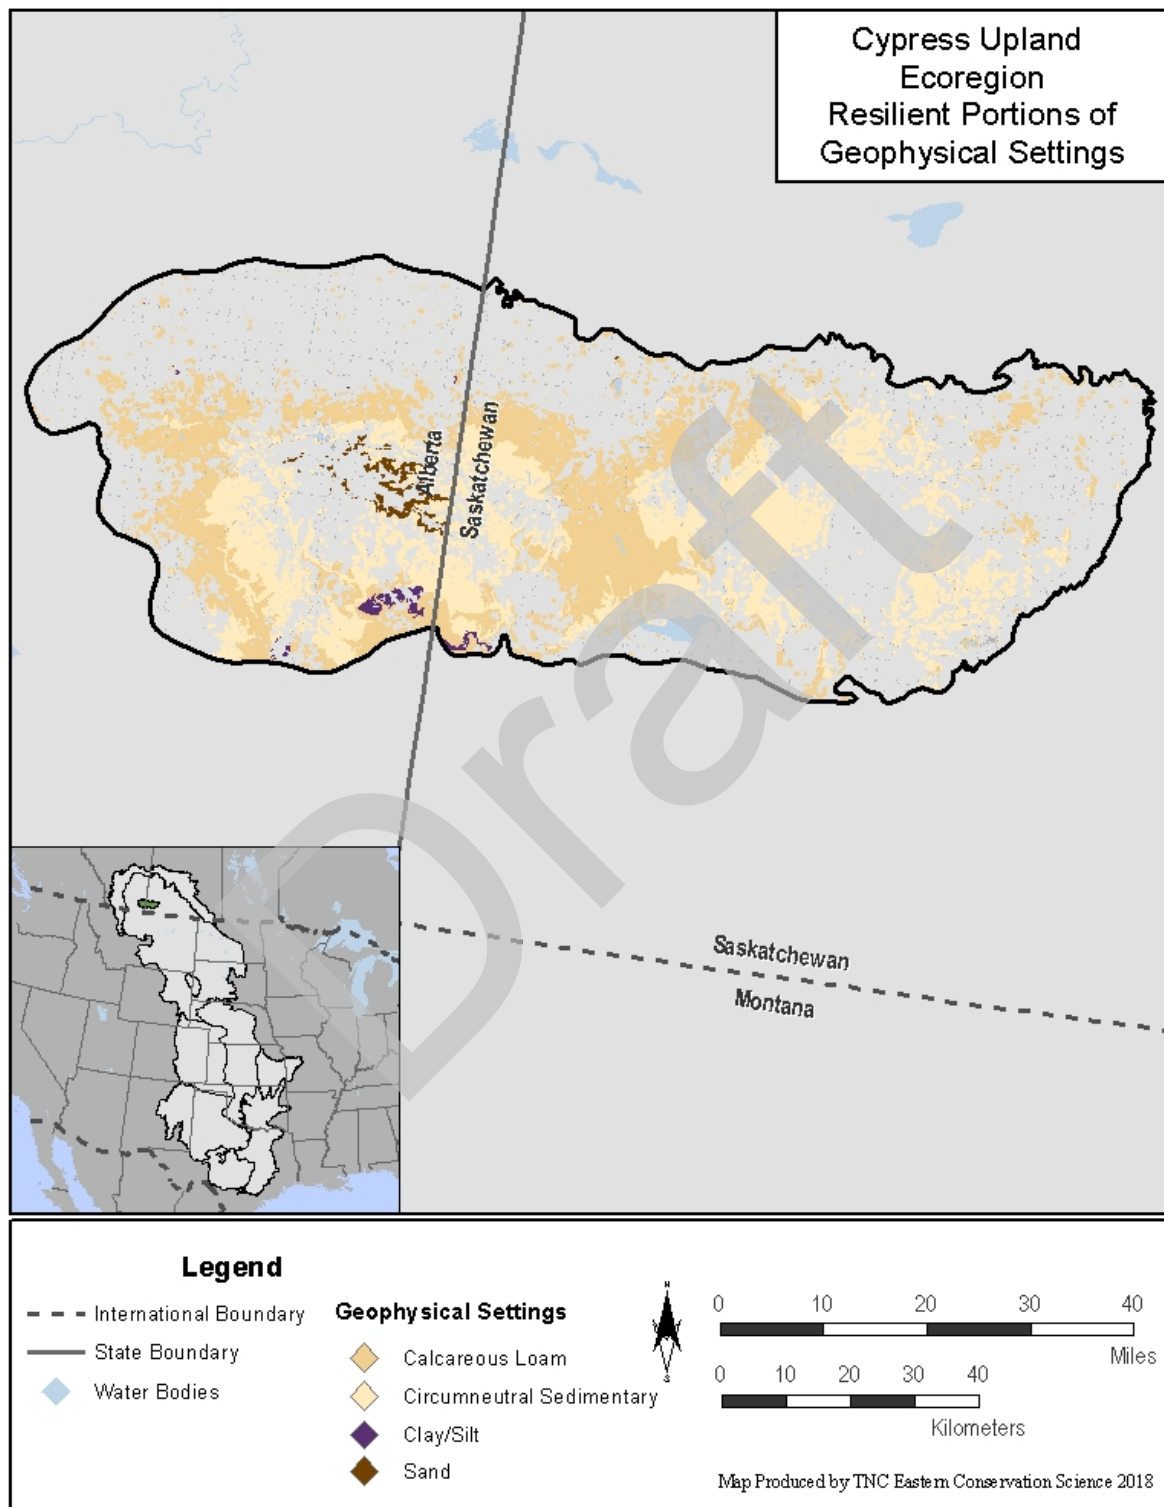 Cypress Upland
Ecoregion
Resilient Portions of
Geophysical Settings
Alberta
Saskatchewan
Draft
Saskatchewan
Montana
Legend
International Boundary
State Boundary
Water Bodies
Geophysical Settings
Calcareous Loam
Circumneutral Sedimentary
Clay/Silt
Sand
N
S
0 10 20 30 40
Miles
0 10 20 30 40
Kilometers
Map Produced by TNC Eastern Conservation Science 2018